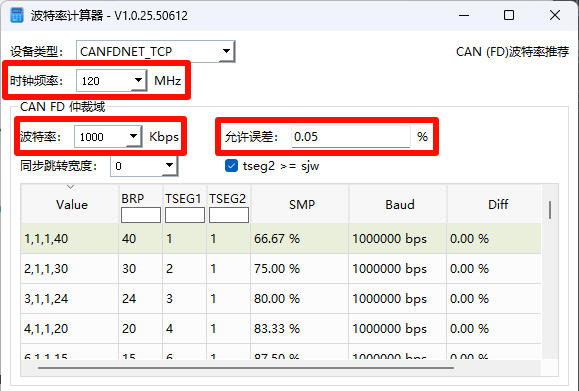 波特率计算器 - V1.0.25.50612
设备类型： CANFDNET_TCP CAN (FD)波特率推荐
时钟频率： 120 MHz
CAN FD 仲裁域
波特率： 1000 Kbps 允许误差： 0.05 %
同步跳转宽度： 0 tseg2 >= sjw
Value BRP TSEG1 TSEG2 SMP Baud Diff
1,1,1,40 40 1 1 66.67 % 1000000 bps 0.00 %
2,1,1,30 30 2 1 75.00 % 1000000 bps 0.00 %
3,1,1,24 24 3 1 80.00 % 1000000 bps 0.00 %
4,1,1,20 20 4 1 83.33 % 1000000 bps 0.00 %
6,1,1,15 15 6 1 87.50 % 1000000 bps 0.00 %